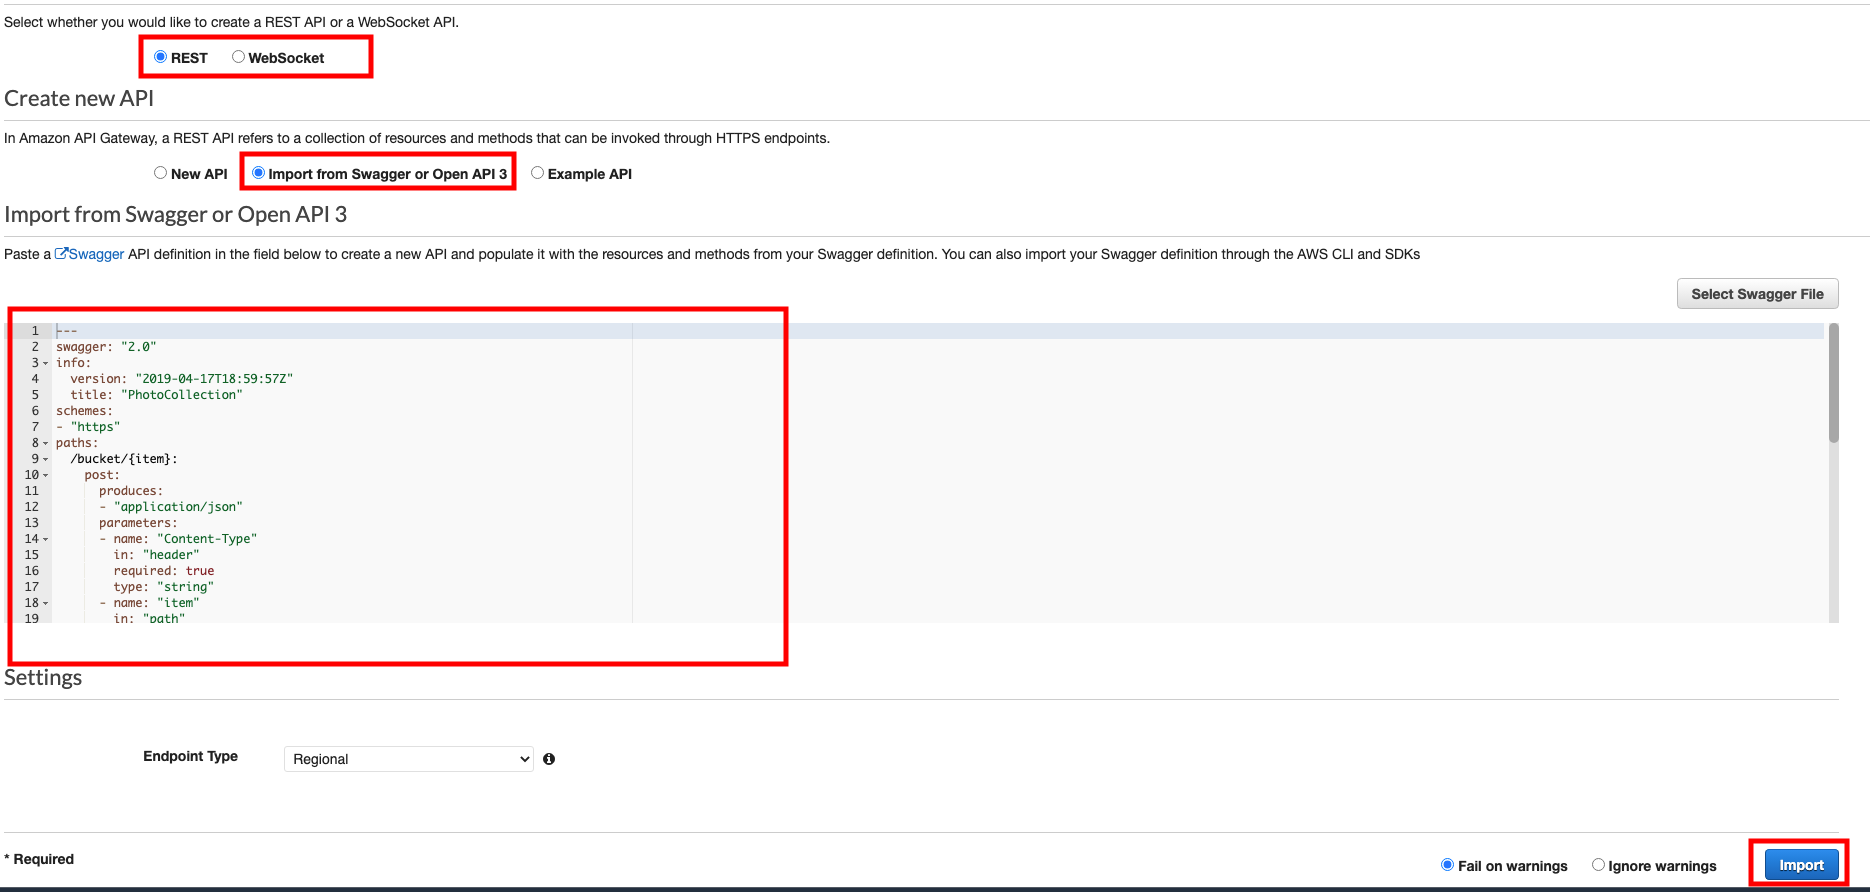 Select whether you would like to create a REST API or a WebSocket API.
REST WebSocket
Create new API
In Amazon API Gateway, a REST API refers to a collection of resources and methods that can be invoked through HTTPS endpoints.
New API Import from Swagger or Open API 3 Example API
Import from Swagger or Open API 3
Paste a Swagger API definition in the field below to create a new API and populate it with the resources and methods from your Swagger definition. You can also import your Swagger definition through the AWS CLI and SDKs
Select Swagger File
1 ---
2 swagger: "2.0"
3 info:
4   version: "2019-04-17T18:59:57Z"
5   title: "PhotoCollection"
6 schemes:
7 - "https"
8 paths:
9   /bucket/{item}:
10     post:
11       produces:
12       - "application/json"
13       parameters:
14       - name: "Content-Type"
15         in: "header"
16         required: true
17         type: "string"
18       - name: "item"
19         in: "path"
Settings
Endpoint Type Regional
* Required
Fail on warnings Ignore warnings Import